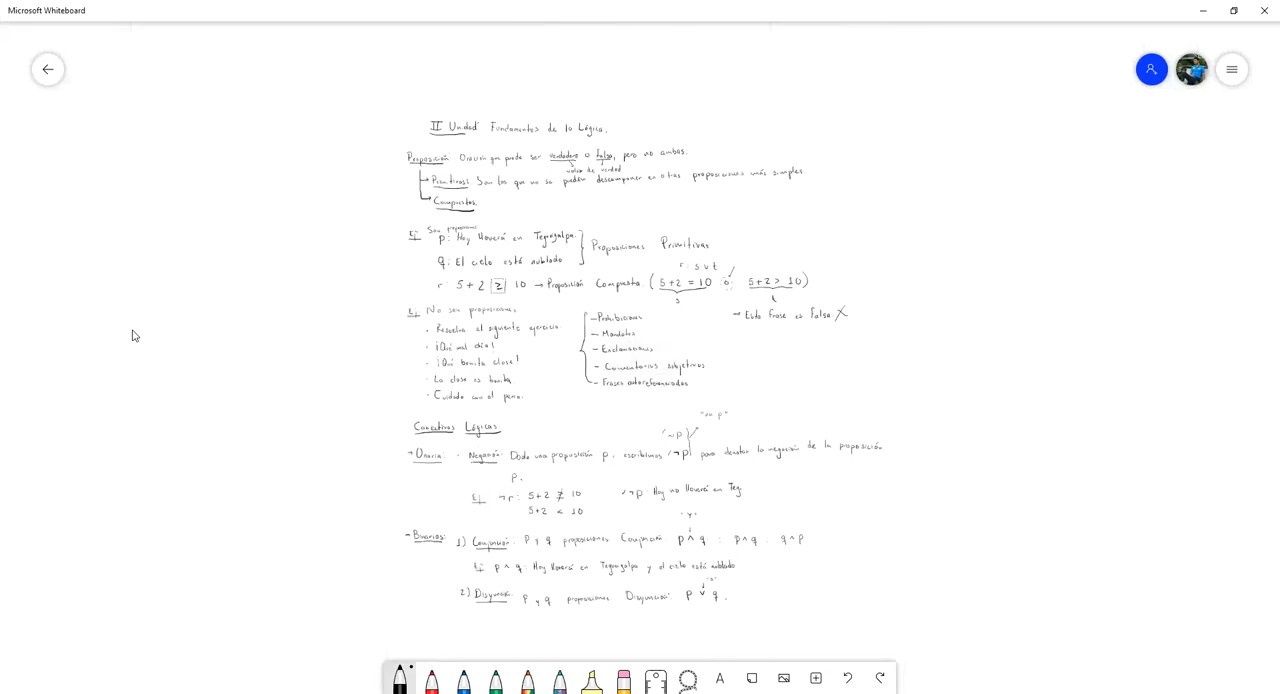 Microsoft Whiteboard
II Unidad: Fundamentos de la Lógica.
Proposición: Oración que puede ser verdadera o falsa, pero no ambas.
valor de verdad
Primitivas: Son las que no se pueden descomponer en otras proposiciones más simples.
Compuestas.
Ej Son proposiciones
p: Hoy lloverá en Tegucigalpa.
q: El cielo está nublado
Proposiciones Primitivas
r: s v t
r: 5+2 ≥ 10 → Proposición Compuesta (5+2 = 10 o 5+2 > 10)
s t
Ej No son proposiciones,
· Resuelva el siguiente ejercicio.
· ¡Qué mal día!
· ¡Qué bonita clase!
· La clase es bonita.
· Cuidado con el perro.
- Prohibiciones
- Mandatos
- Exclamaciones
- Comentarios subjetivos
- Frases autoreferenciadas
→ Esta frase es Falsa. X
Conectivos Lógicos.
"no p"
~p
→ Unaria: · Negación: Dada una proposición p, escribimos ¬p para denotar la negación de la proposición
p.
Ej ¬r: 5+2 ≱ 10 ¬p: Hoy no lloverá en Teg
5+2 < 10
"y"
- Binarias: 1) Conjunción: p y q proposiciones Conjunción: p ∧ q : p ∧ q : q ∧ p
Ej p ∧ q: Hoy lloverá en Tegucigalpa y el cielo está nublado
"o"
2) Disyunción: p y q proposiciones Disyunción: p v q.